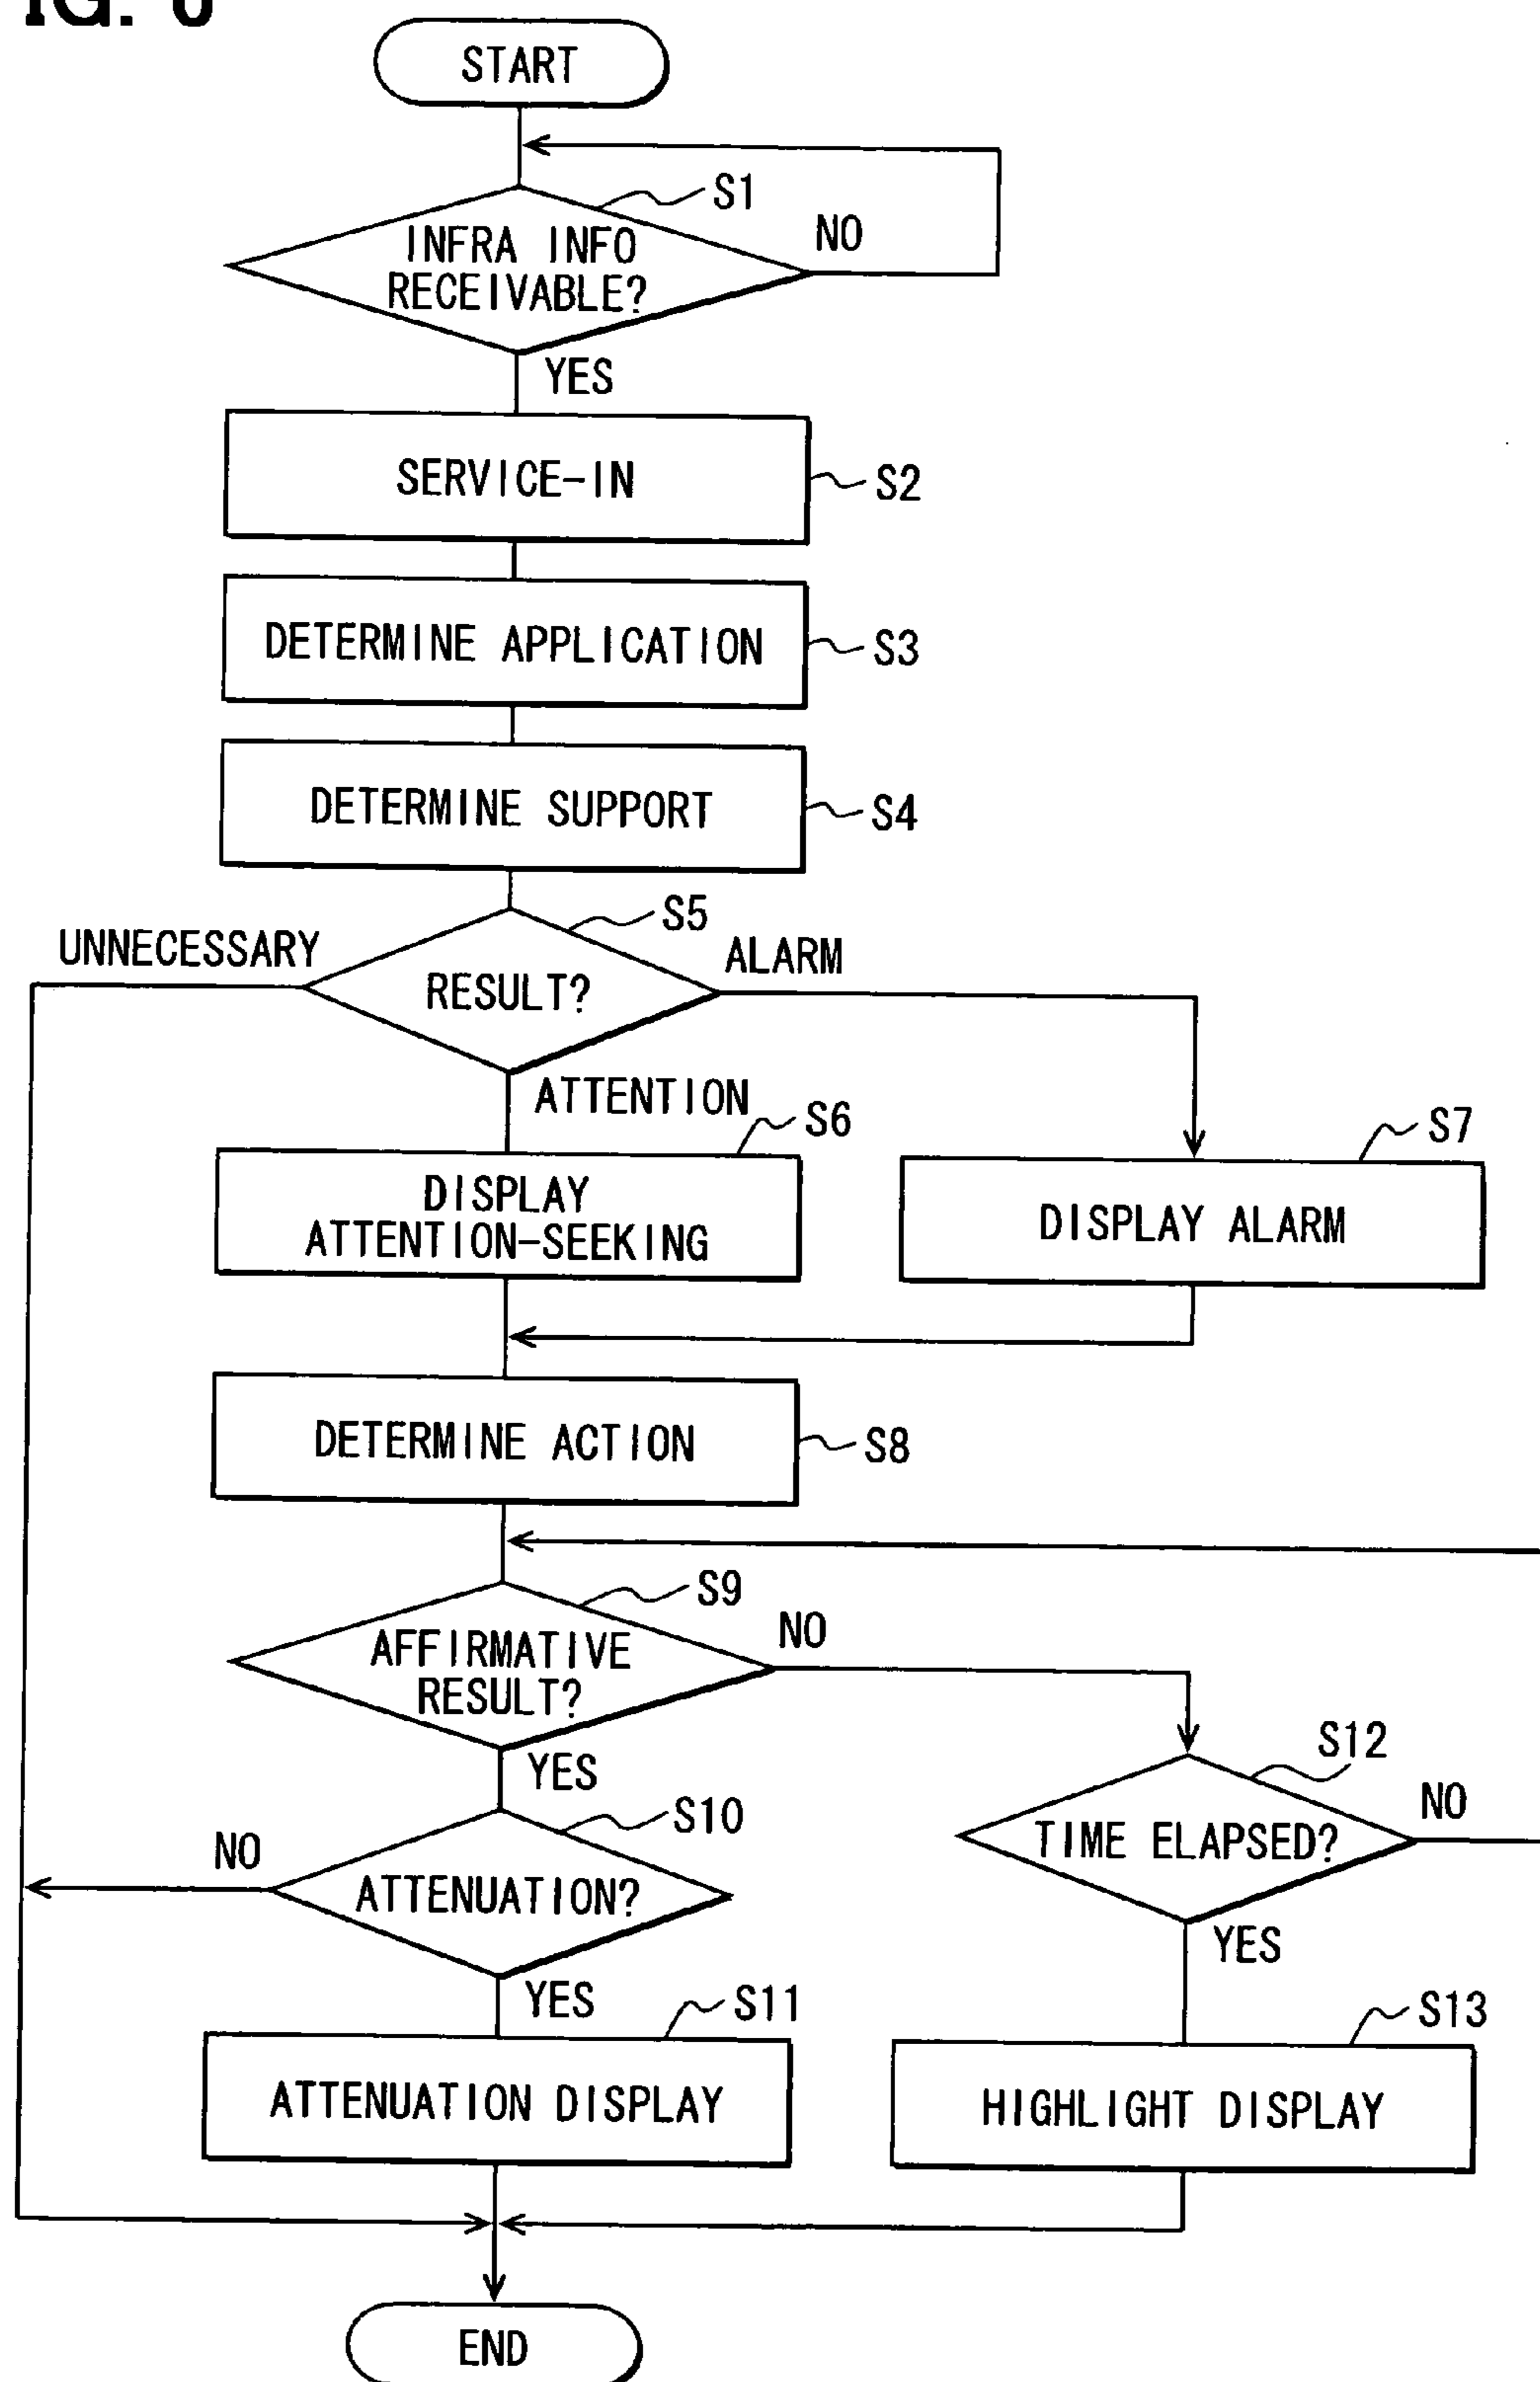 START
S1
INFRA INFO
RECEIVABLE?
NO
YES
SERVICE-IN
S2
DETERMINE APPLICATION
S3
DETERMINE SUPPORT
S4
S5
UNNECESSARY
RESULT?
ALARM
ATTENTION
S6
S7
DISPLAY
ATTENTION-SEEKING
DISPLAY ALARM
DETERMINE ACTION
S8
S9
AFFIRMATIVE
RESULT?
NO
YES
S12
TIME ELAPSED?
NO
S10
NO
ATTENUATION?
YES
YES
S11
S13
ATTENUATION DISPLAY
HIGHLIGHT DISPLAY
END